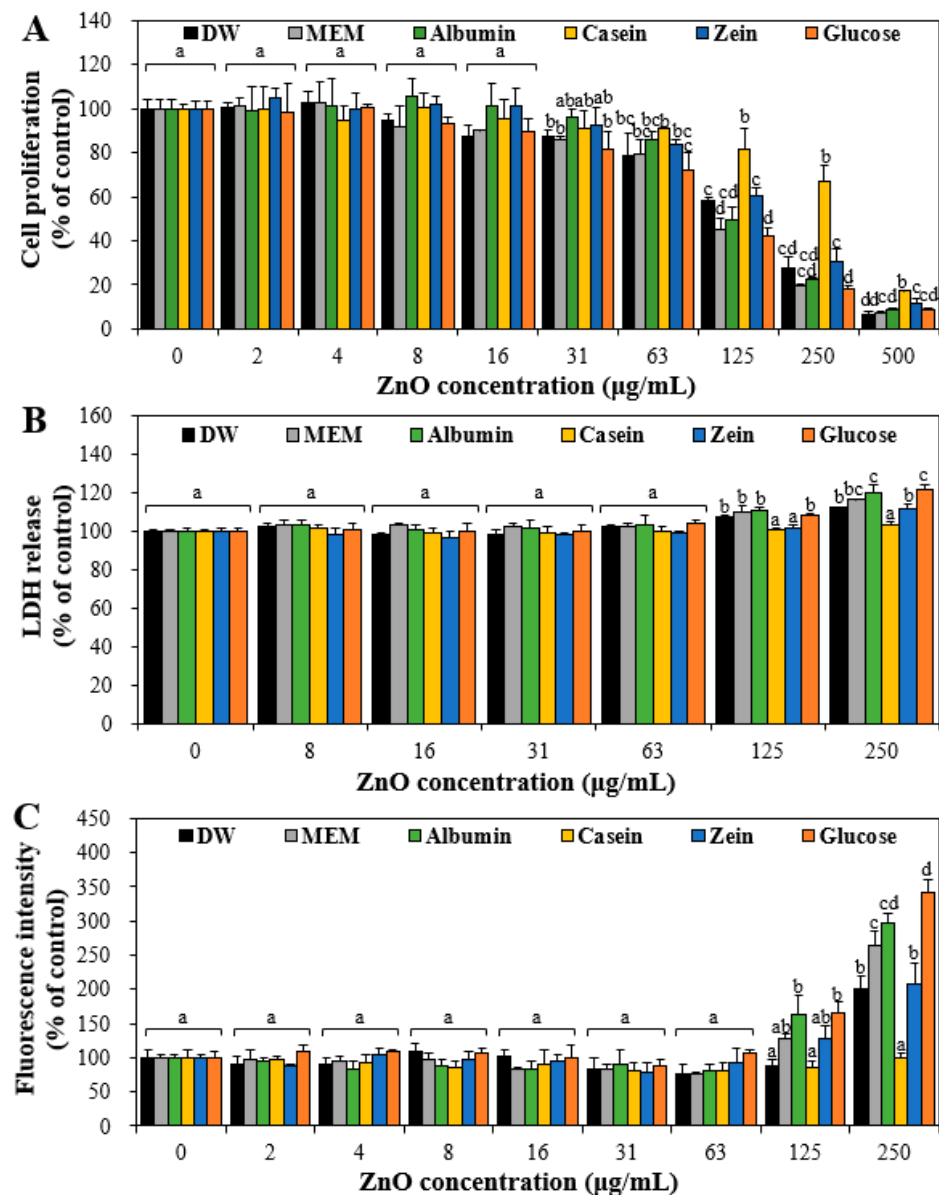 A
DW MEM Albumin Casein Zein Glucose
Cell proliferation
(% of control)
140
120
100
80
60
40
20
0
a a a a a
b b ab ab ab b
bc bc bc b bc c
c d cd b c d
cd cd cd b c d
d d cd b c cd
0 2 4 8 16 31 63 125 250 500
ZnO concentration (µg/mL)
B
DW MEM Albumin Casein Zein Glucose
LDH release
(% of control)
160
140
120
100
80
60
40
20
0
a a a a a
b b b a a b
b bc c a b c
0 8 16 31 63 125 250
ZnO concentration (µg/mL)
C
DW MEM Albumin Casein Zein Glucose
Fluorescence intensity
(% of control)
450
400
350
300
250
200
150
100
50
0
a a a a a a a
a ab b a ab b
b c cd a b d
0 2 4 8 16 31 63 125 250
ZnO concentration (µg/mL)